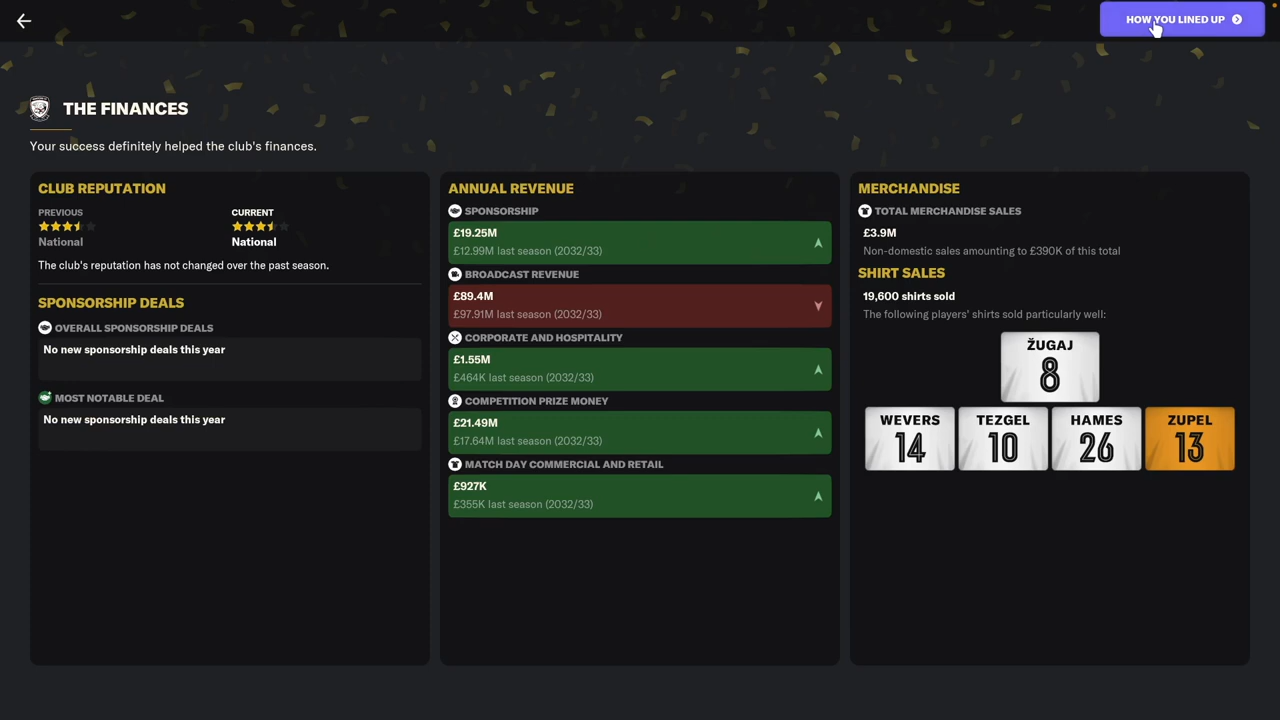 HOW YOU LINED UP
THE FINANCES
Your success definitely helped the club's finances.
CLUB REPUTATION
PREVIOUS
CURRENT
National
National
The club's reputation has not changed over the past season.
SPONSORSHIP DEALS
OVERALL SPONSORSHIP DEALS
No new sponsorship deals this year
MOST NOTABLE DEAL
No new sponsorship deals this year
ANNUAL REVENUE
SPONSORSHIP
£19.25M
£12.99M last season (2032/33)
BROADCAST REVENUE
£89.4M
£97.91M last season (2032/33)
CORPORATE AND HOSPITALITY
£1.55M
£464K last season (2032/33)
COMPETITION PRIZE MONEY
£21.49M
£17.64M last season (2032/33)
MATCH DAY COMMERCIAL AND RETAIL
£927K
£355K last season (2032/33)
MERCHANDISE
TOTAL MERCHANDISE SALES
£3.9M
Non-domestic sales amounting to £390K of this total
SHIRT SALES
19,600 shirts sold
The following players' shirts sold particularly well:
ŽUGAJ
8
WEVERS
14
TEZGEL
10
HAMES
26
ZUPEL
13